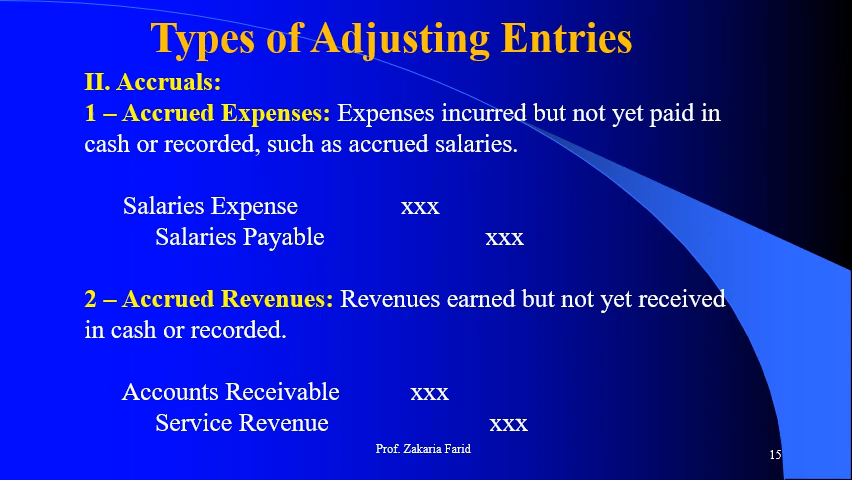 Types of Adjusting Entries
II. Accruals:
1 – Accrued Expenses: Expenses incurred but not yet paid in
cash or recorded, such as accrued salaries.
Salaries Expense xxx
Salaries Payable xxx
2 – Accrued Revenues: Revenues earned but not yet received
in cash or recorded.
Accounts Receivable xxx
Service Revenue xxx
Prof. Zakaria Farid
15